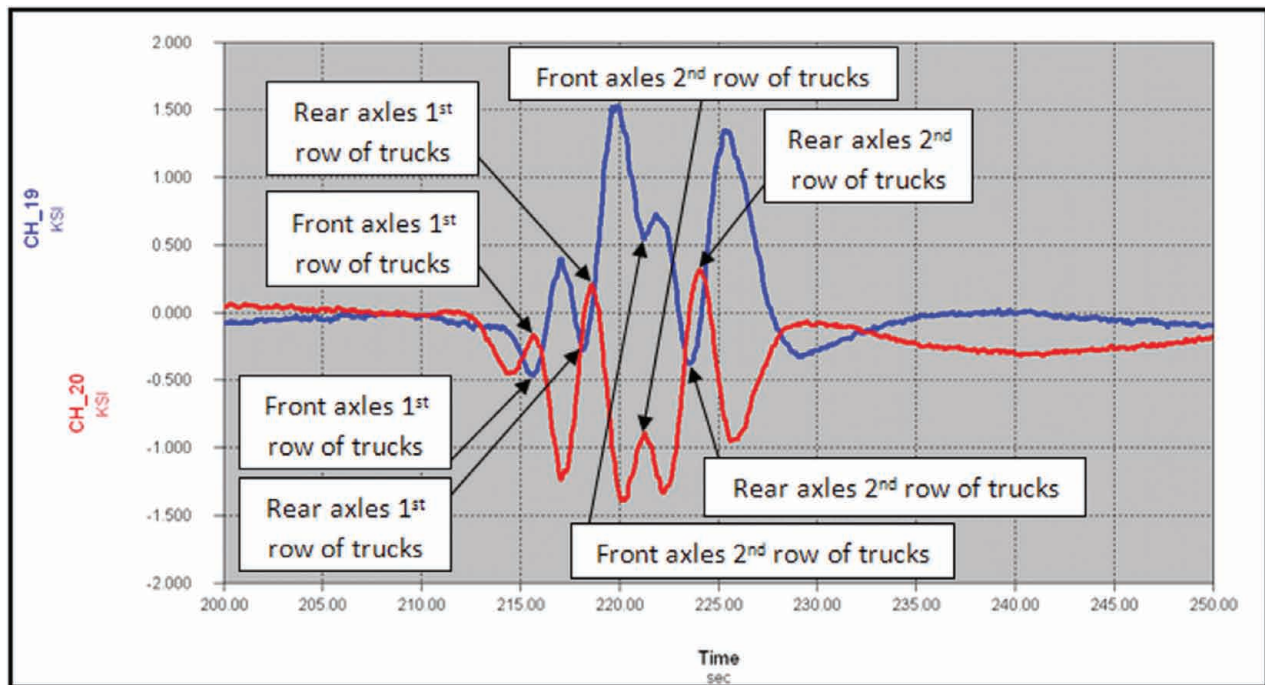 2.000
1.500
1.000
0.500
0.000
-0.500
-1.000
-1.500
-2.000
CH_19
KSI
CH_20
KSI
Front axles 2nd row of trucks
Rear axles 1st
row of trucks
Rear axles 2nd
row of trucks
Front axles 1st
row of trucks
Front axles 1st
row of trucks
Rear axles 1st
row of trucks
Rear axles 2nd row of trucks
Front axles 2nd row of trucks
200.00 205.00 210.00 215.00 220.00 225.00 230.00 235.00 240.00 245.00 250.00
Time
sec